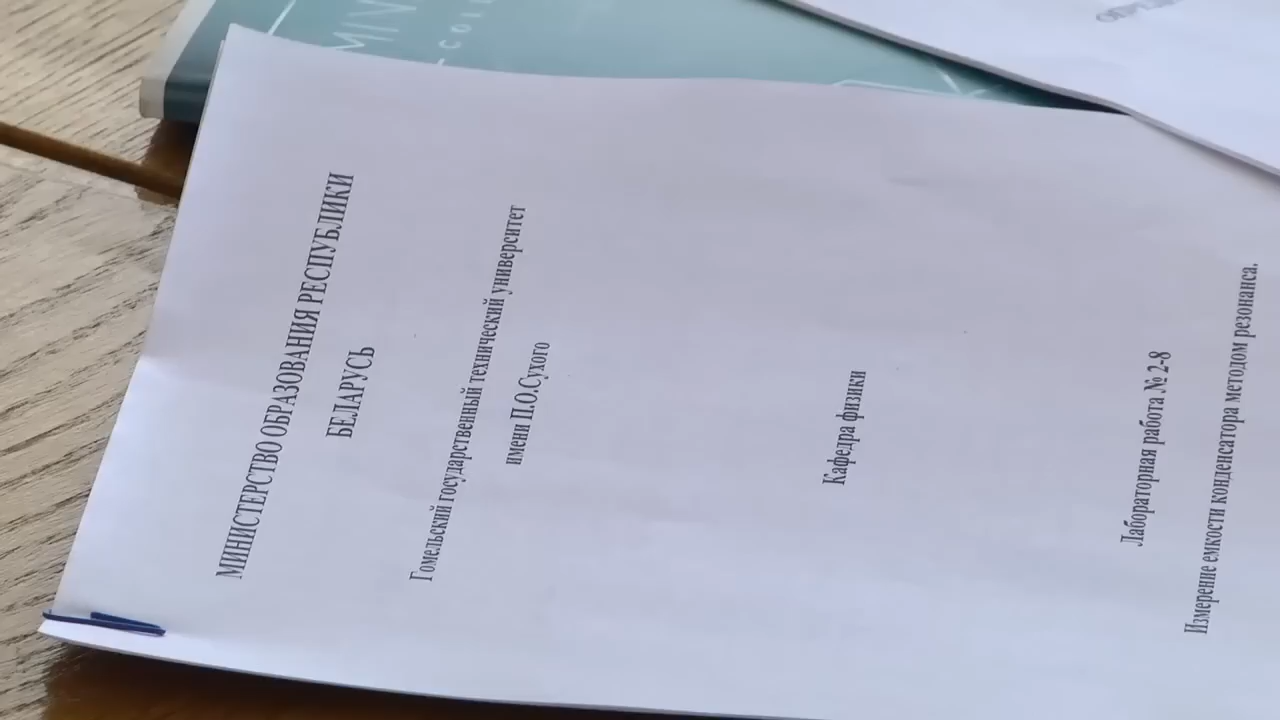 МИНИСТЕРСТВО ОБРАЗОВАНИЯ РЕСПУБЛИКИ
БЕЛАРУСЬ
Гомельский государственный технический университет
имени П.О.Сухого
Кафедра физики
Лабораторная работа № 2-8
Измерение емкости конденсатора методом резонанса.